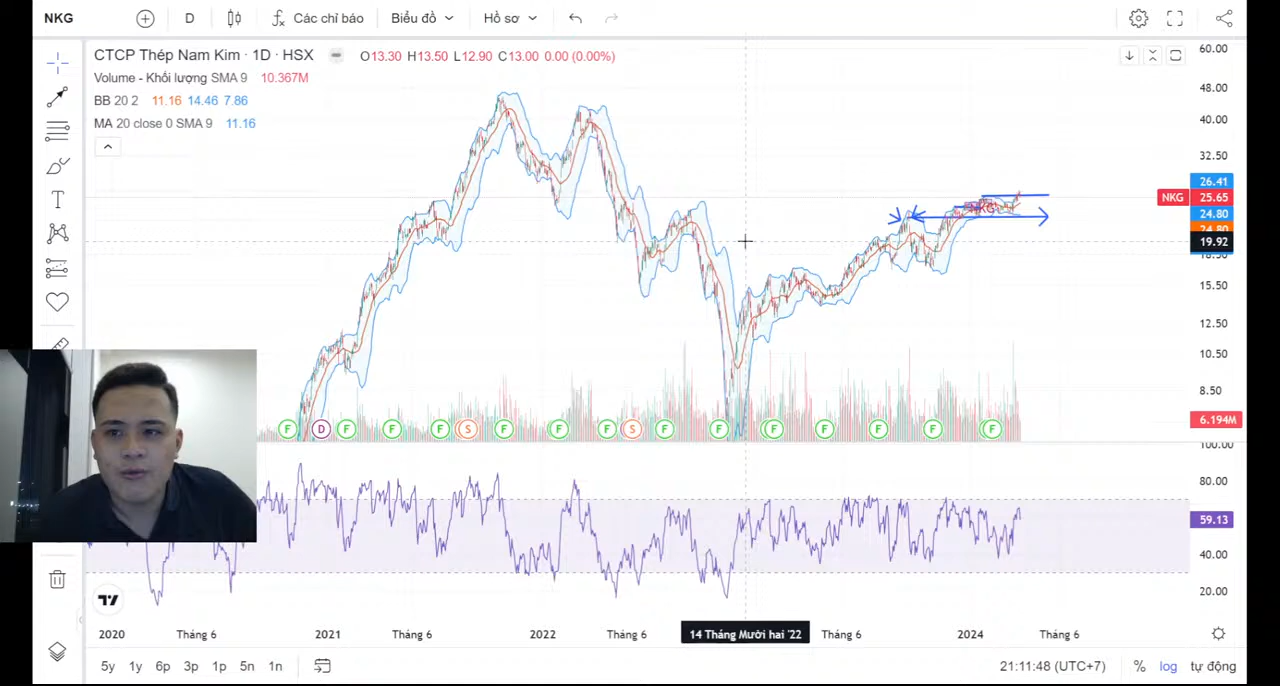 NKG
D
Các chỉ báo
Biểu đồ
Hồ sơ
CTCP Thép Nam Kim · 1D · HSX
O13.30 H13.50 L12.90 C13.00 0.00 (0.00%)
Volume - Khối lượng SMA 9 10.367M
BB 20 2 11.16 14.46 7.86
MA 20 close 0 SMA 9 11.16
60.00
48.00
40.00
32.50
26.41
NKG 25.65
24.80
24.80
19.92
18.50
15.50
12.50
10.50
8.50
6.194M
NKG
F D F F F S F F F S F F F F F F F
100.00
80.00
59.13
40.00
20.00
2020 Tháng 6 2021 Tháng 6 2022 Tháng 6 14 Tháng Mười hai '22 Tháng 6 2024 Tháng 6
5y 1y 6p 3p 1p 5n 1n
21:11:48 (UTC+7) % log tự động